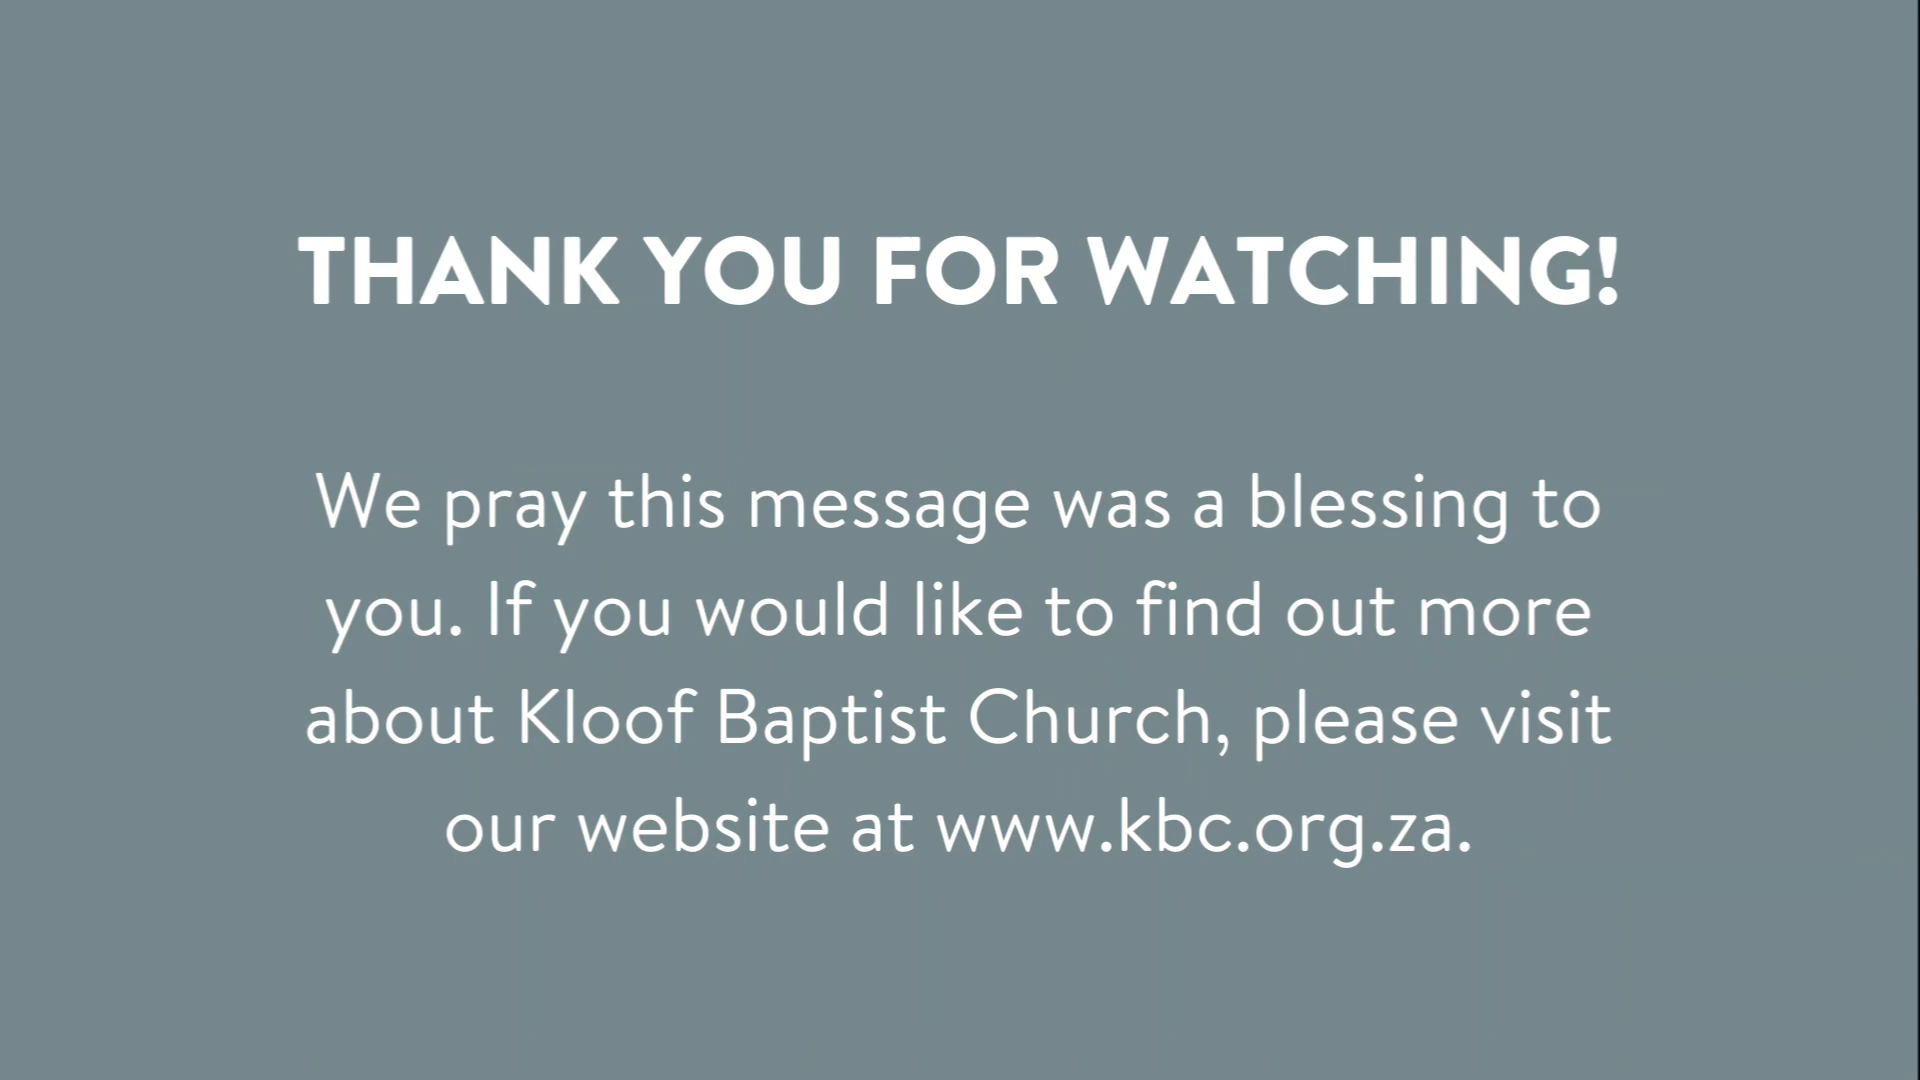 THANK YOU FOR WATCHING!
We pray this message was a blessing to
you. If you would like to find out more
about Kloof Baptist Church, please visit
our website at www.kbc.org.za.